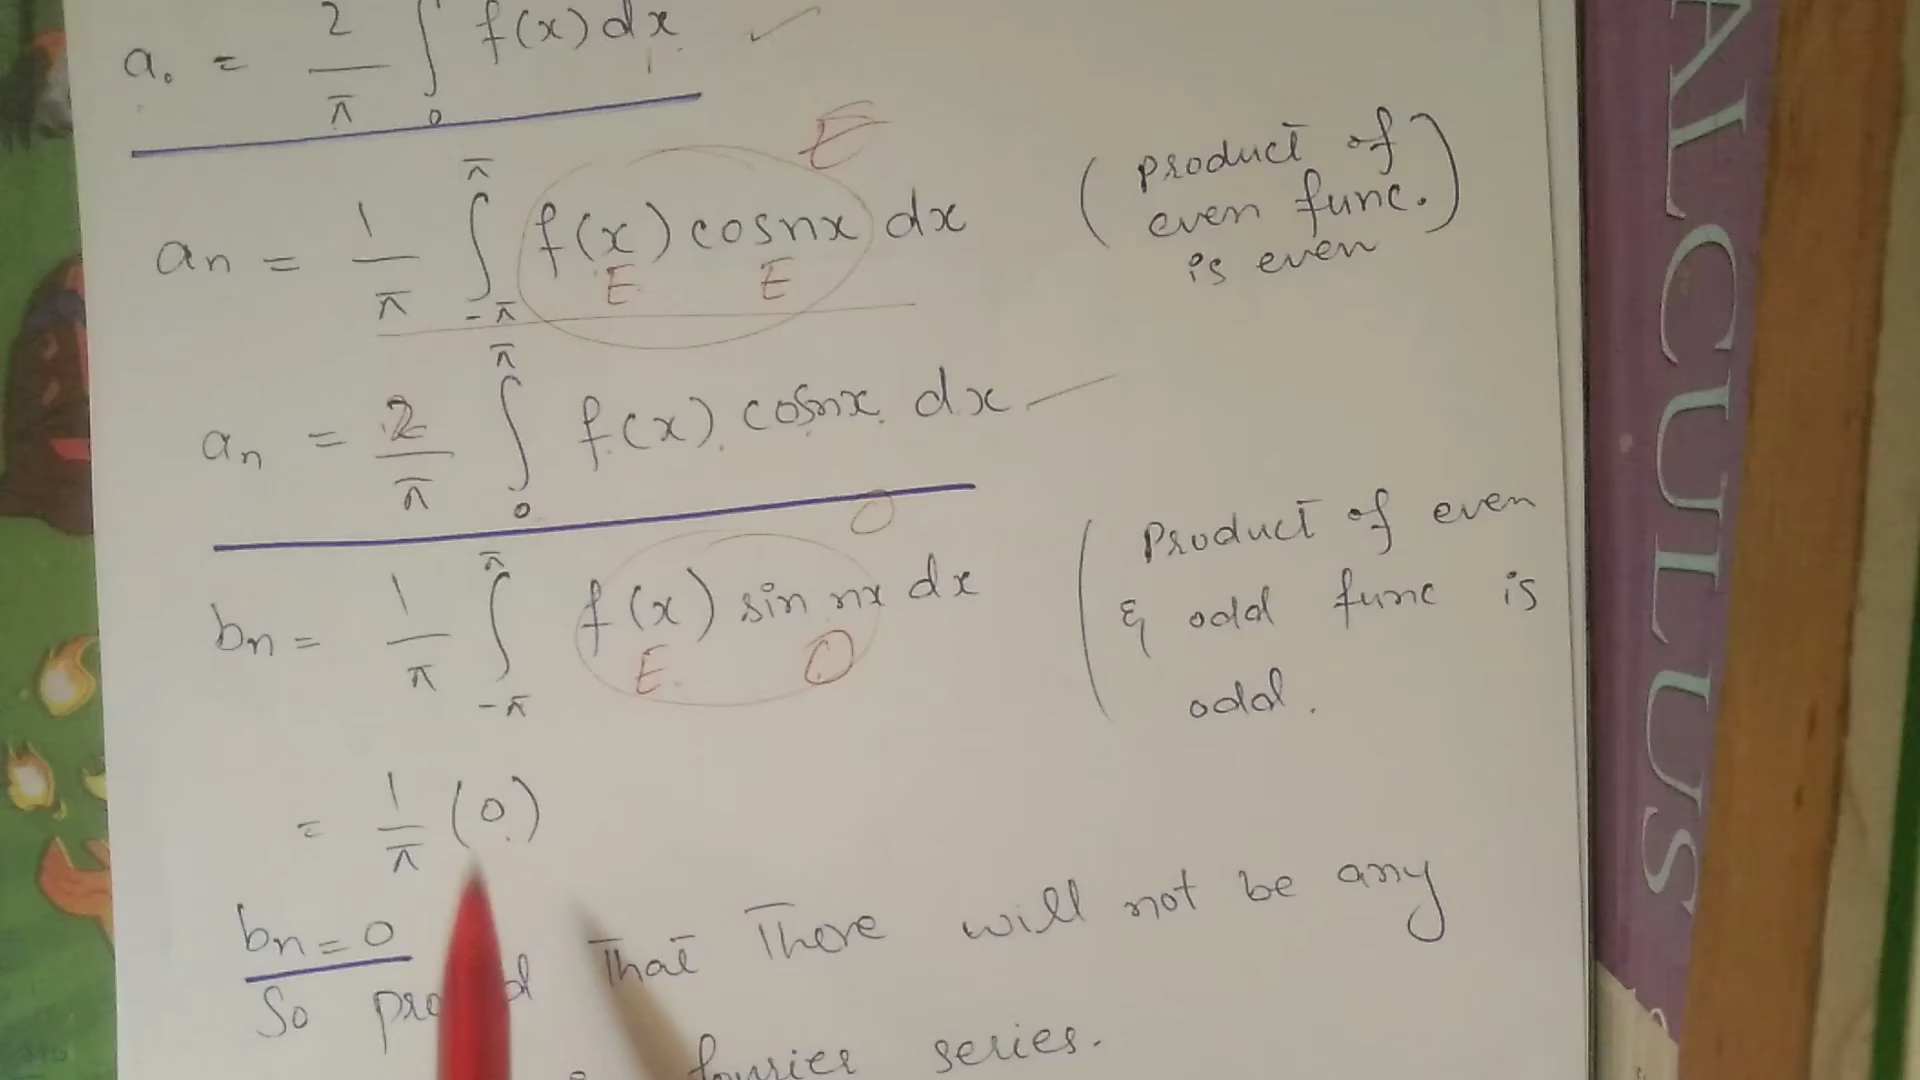 a₀ = 2/π ∫₀ f(x) dx
E
aₙ = 1/π ∫_{-π}^{π} f(x) cosnx dx
E E
(product of
even func.)
is even
aₙ = 2/π ∫₀^{π} f(x) cosnx dx
O
bₙ = 1/π ∫_{-π}^{π} f(x) sin nx dx
E O
(Product of even
& odd func is
odd.
= 1/π (0)
bₙ = 0
So that There will not be any
fourier series.
ALCULUS